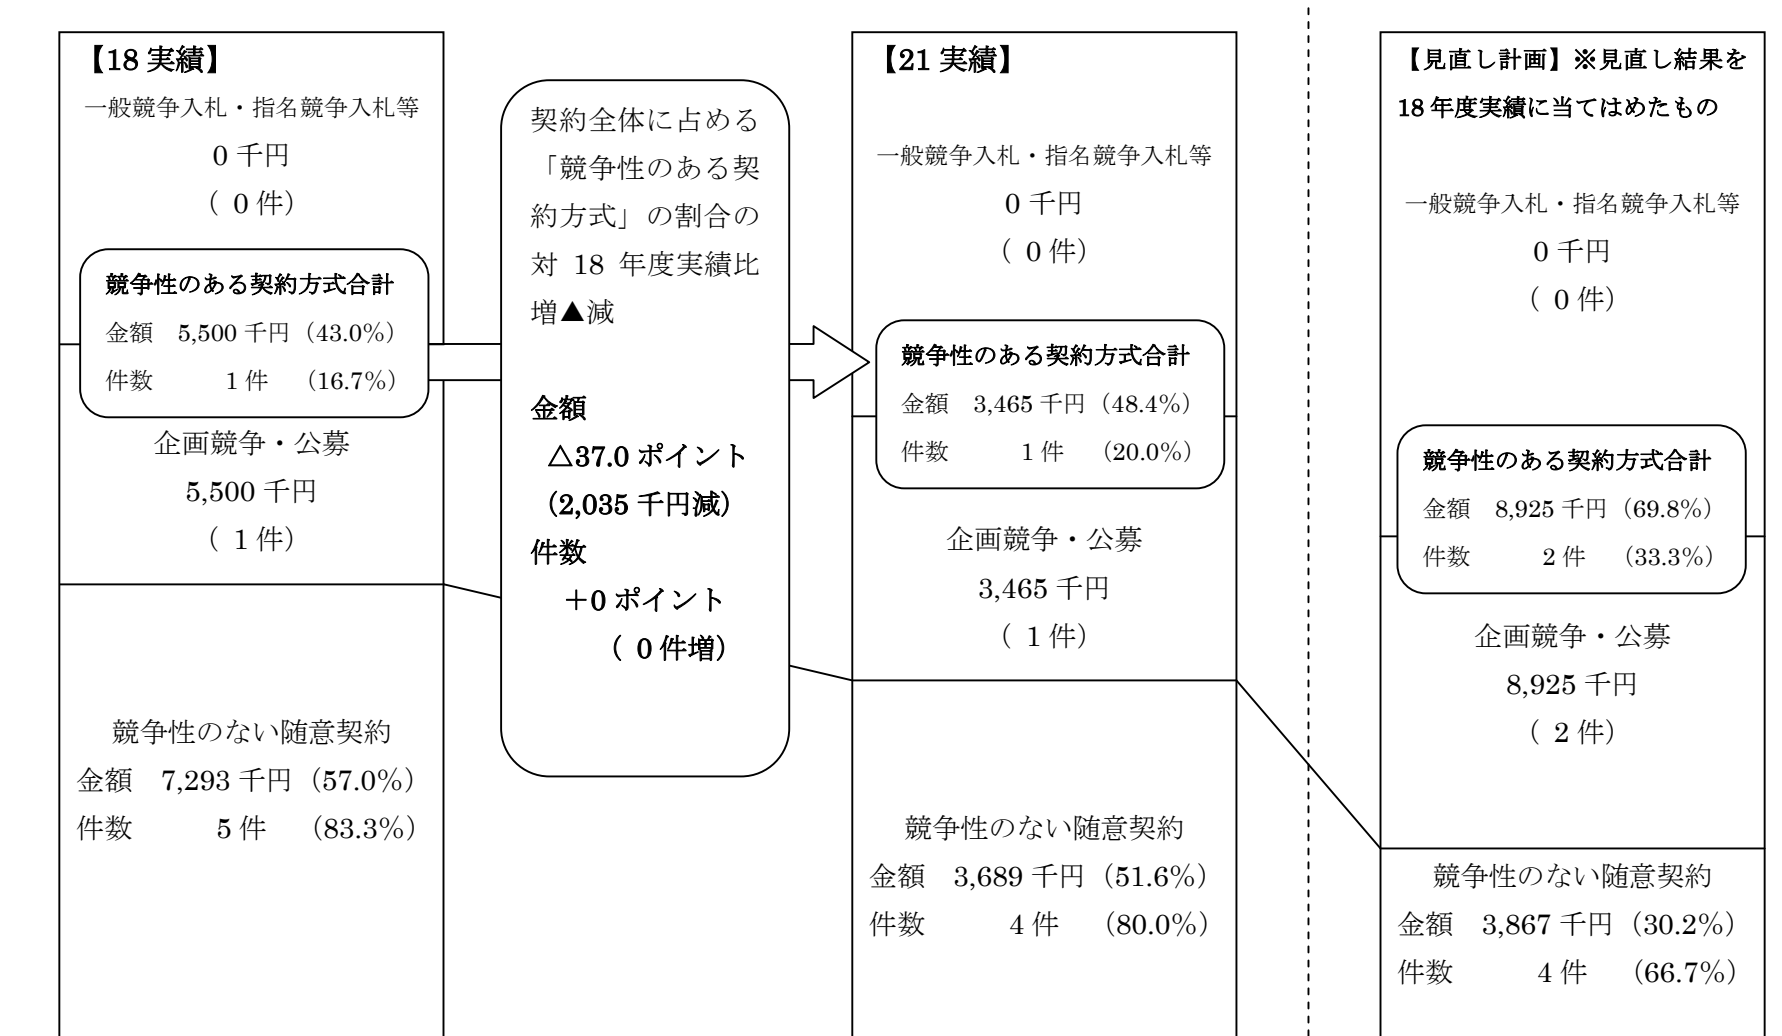 【18 実績】
一般競争入札・指名競争入札等
0 千円
（ 0 件）
競争性のある契約方式合計
金額 5,500 千円（43.0%）
件数 1 件 （16.7%）
企画競争・公募
5,500 千円
（ 1 件）
競争性のない随意契約
金額 7,293 千円（57.0%）
件数 5 件 （83.3%）
契約全体に占める
「競争性のある契
約方式」の割合の
対 18 年度実績比
増▲減
金額
△37.0 ポイント
（2,035 千円減）
件数
＋0 ポイント
（ 0 件増）
【21 実績】
一般競争入札・指名競争入札等
0 千円
（ 0 件）
競争性のある契約方式合計
金額 3,465 千円（48.4%）
件数 1 件 （20.0%）
企画競争・公募
3,465 千円
（ 1 件）
競争性のない随意契約
金額 3,689 千円（51.6%）
件数 4 件 （80.0%）
【見直し計画】※見直し結果を
18 年度実績に当てはめたもの
一般競争入札・指名競争入札等
0 千円
（ 0 件）
競争性のある契約方式合計
金額 8,925 千円（69.8%）
件数 2 件 （33.3%）
企画競争・公募
8,925 千円
（ 2 件）
競争性のない随意契約
金額 3,867 千円（30.2%）
件数 4 件 （66.7%）